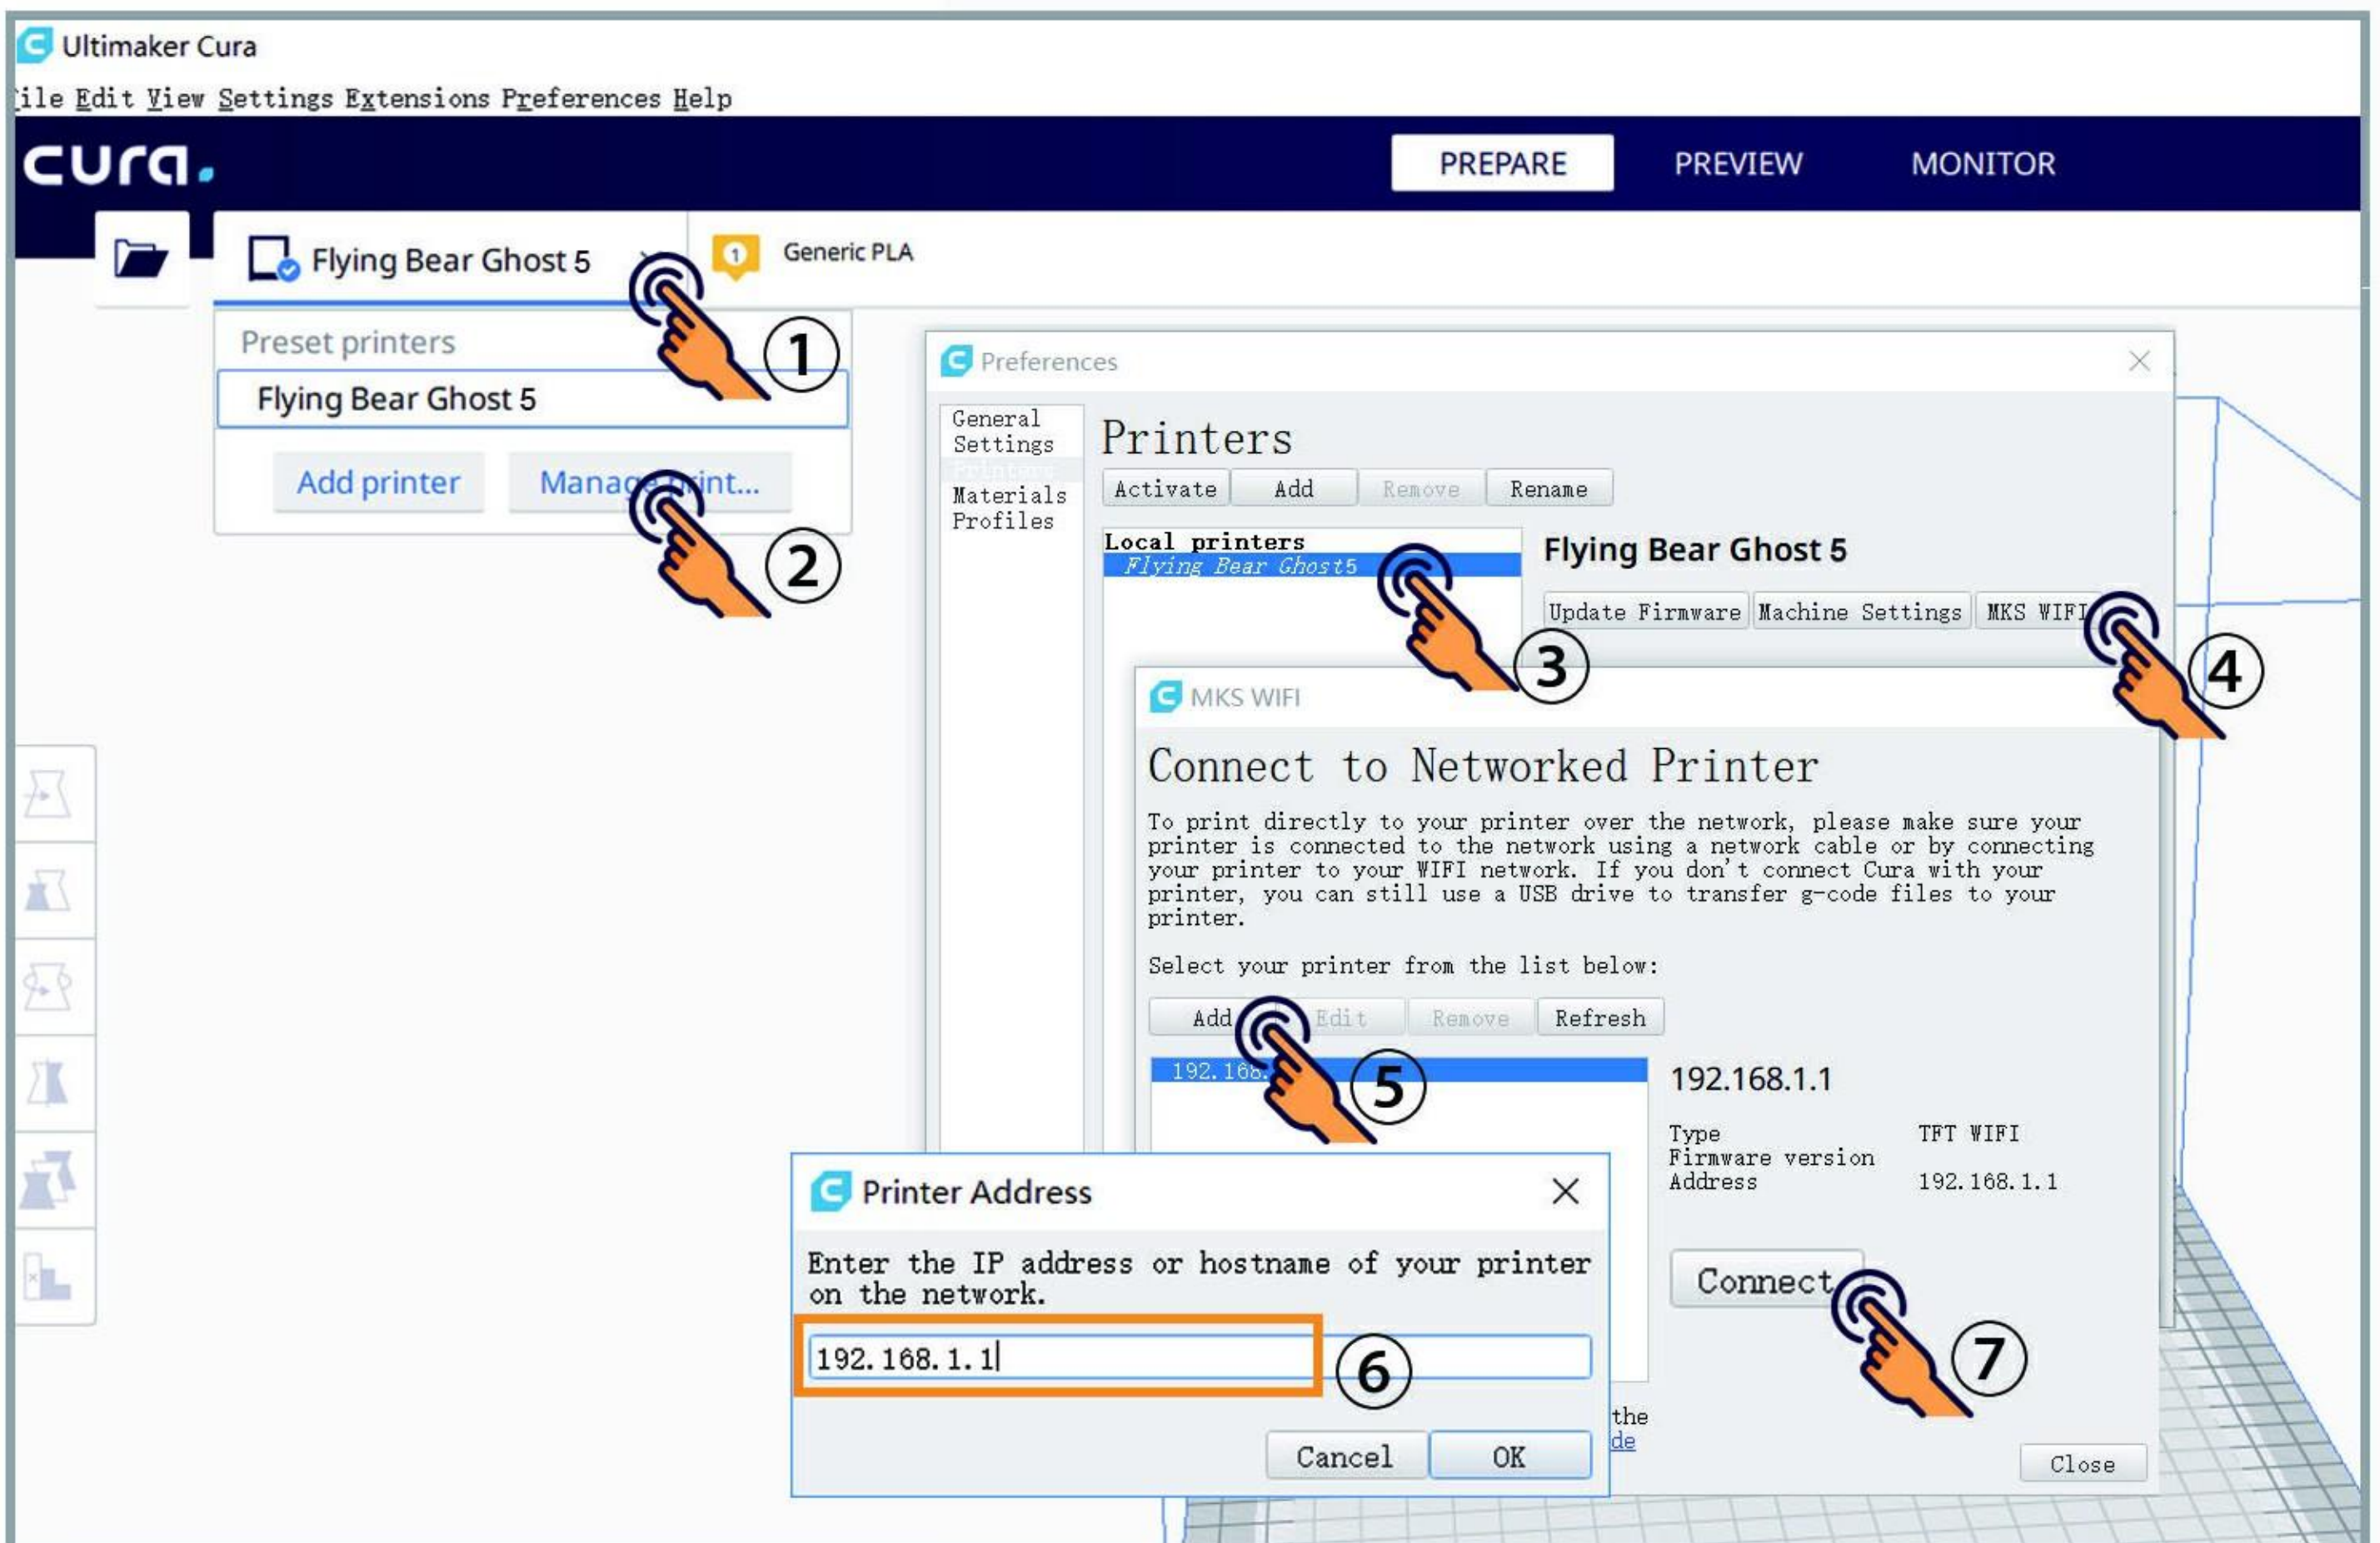 Ultimaker Cura
ile Edit View Settings Extensions Preferences Help
cura.
PREPARE PREVIEW MONITOR
Flying Bear Ghost 5
1 Generic PLA
Preset printers
Flying Bear Ghost 5
Add printer
1
2
Preferences
General
Settings
Printers
Materials
Profiles
Printers
Activate Add Remove Rename
Local printers
Flying Bear Ghost5
3
Flying Bear Ghost 5
Update Firmware Machine Settings MKS WIFI
4
MKS WIFI
Connect to Networked Printer
To print directly to your printer over the network, please make sure your
printer is connected to the network using a network cable or by connecting
your printer to your WIFI network. If you don't connect Cura with your
printer, you can still use a USB drive to transfer g-code files to your
printer.
Select your printer from the list below:
Add Edit Remove Refresh
192.168.
5
192.168.1.1
Type TFT WIFI
Firmware version
Address 192.168.1.1
Connect
7
the
de
Close
Printer Address
Enter the IP address or hostname of your printer
on the network.
192.168.1.1
6
Cancel OK